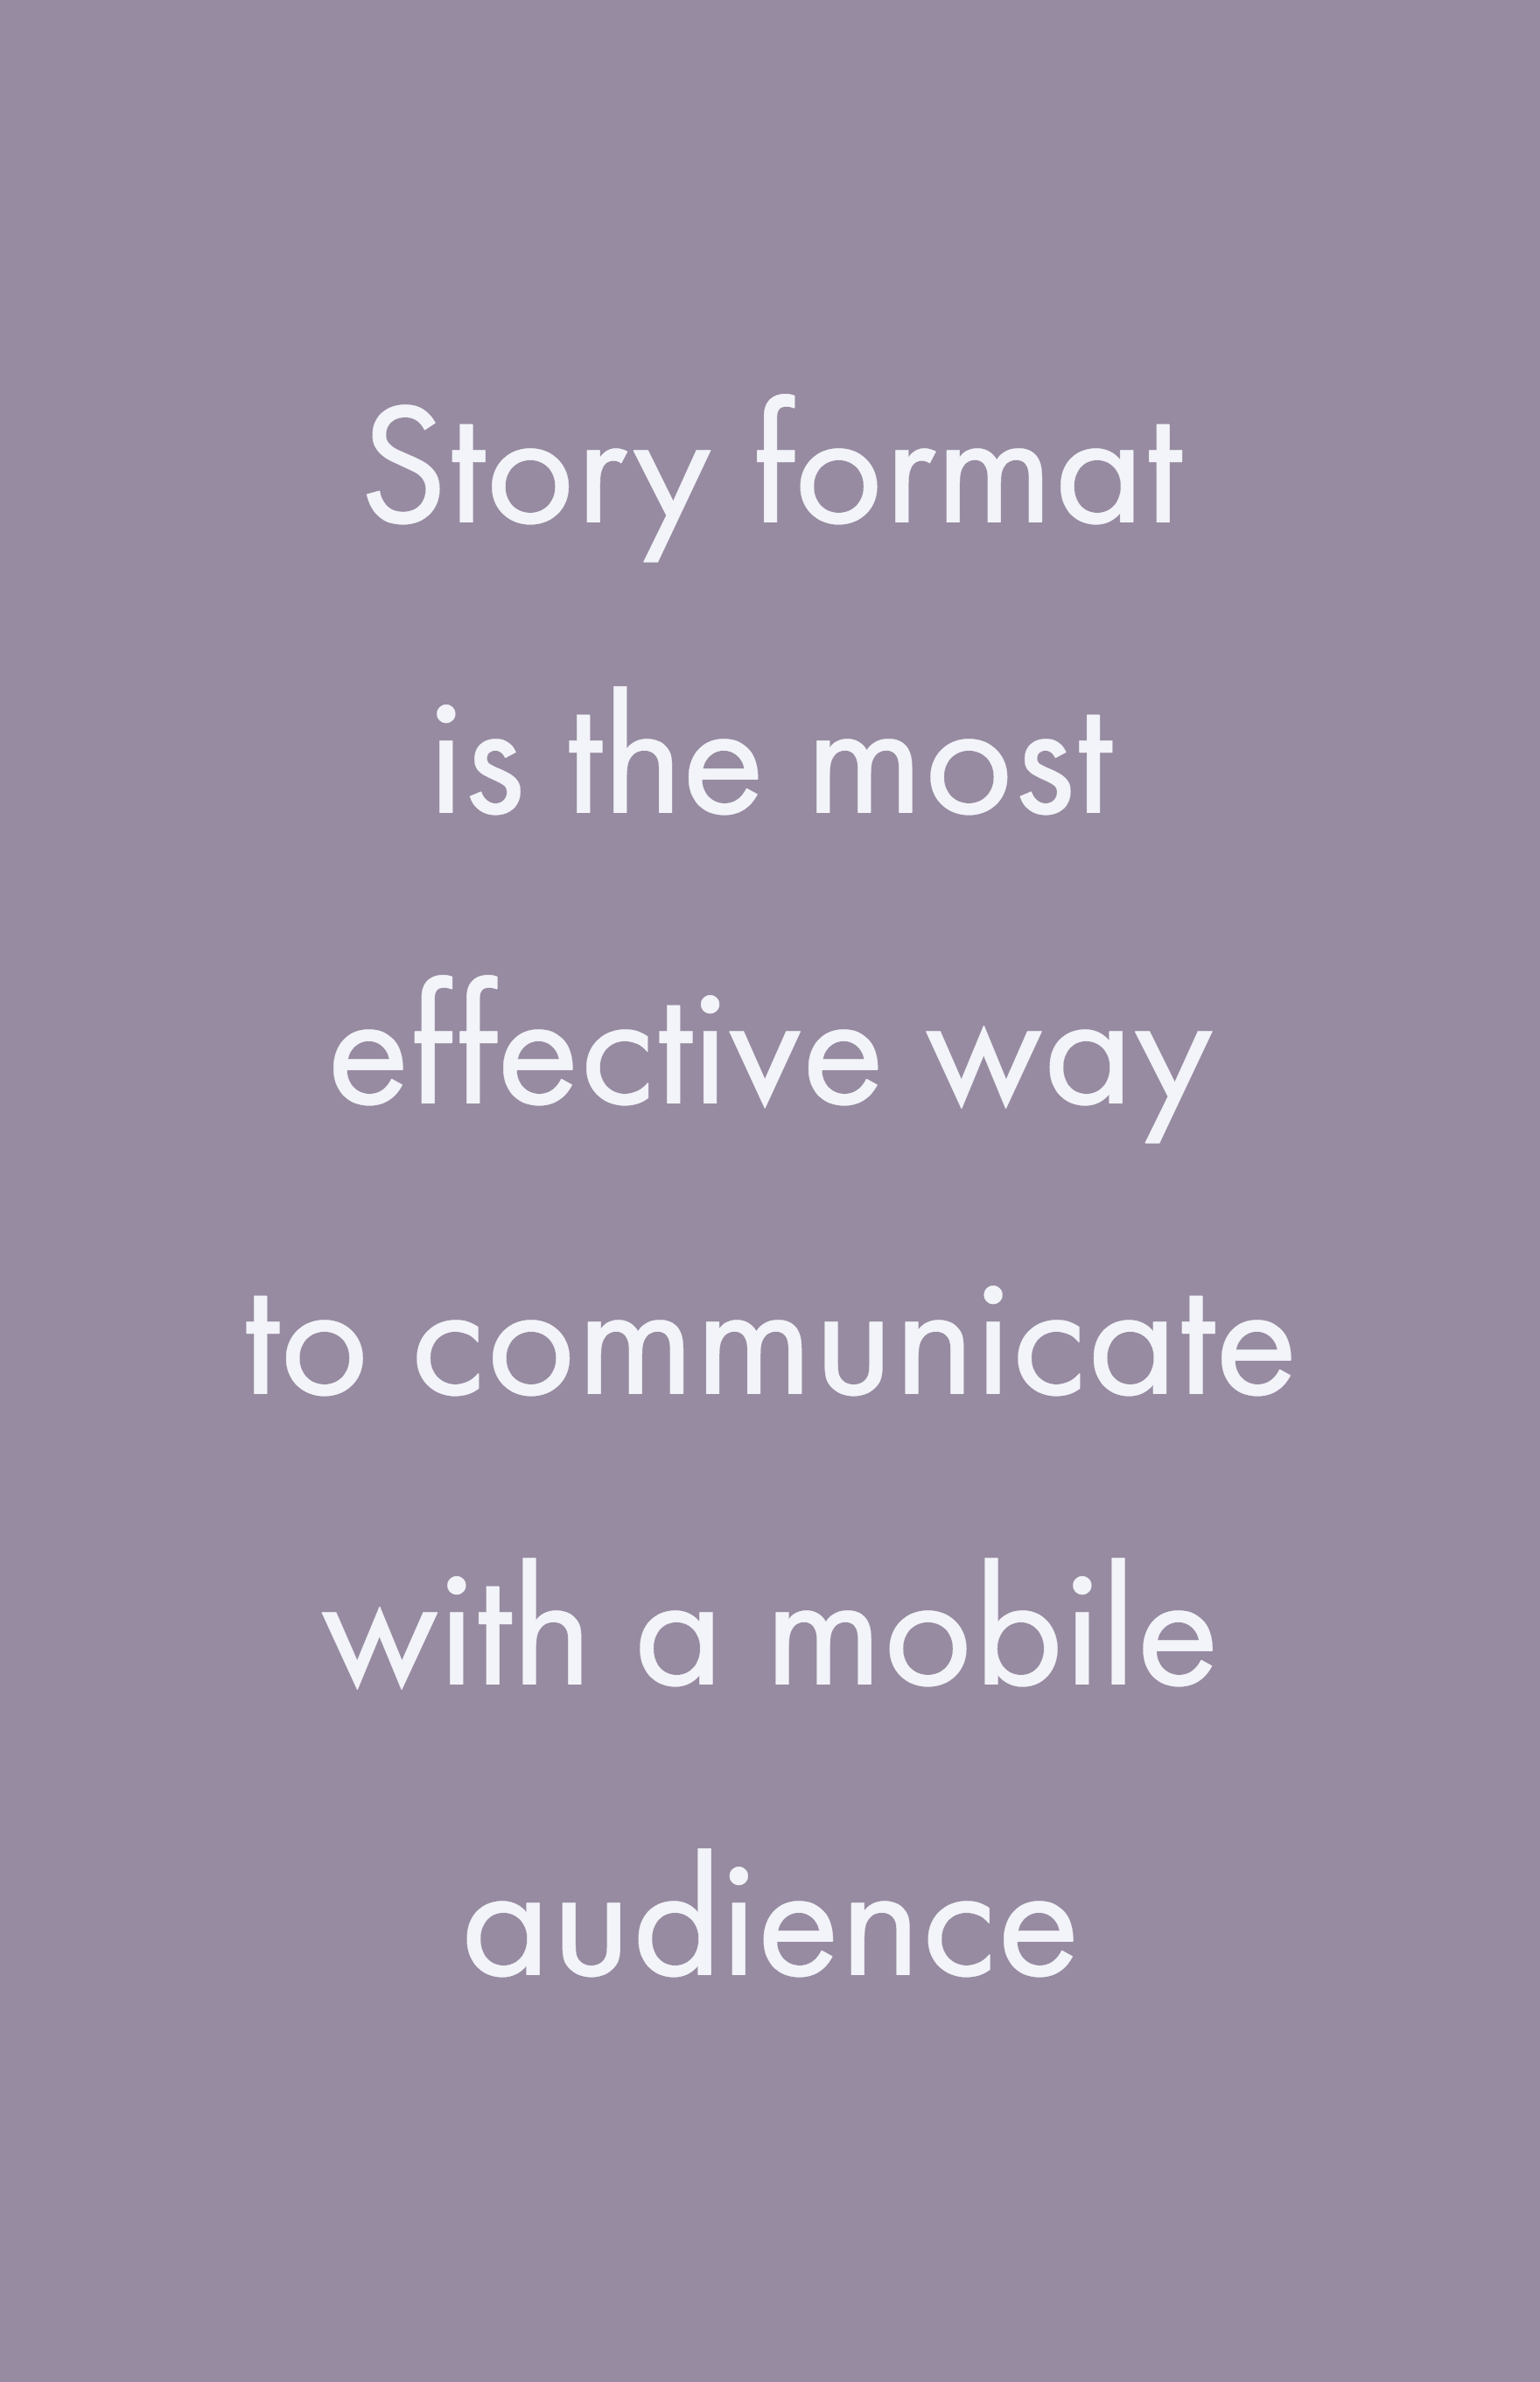 Story format
is the most
effective way
to communicate
with a mobile
audience